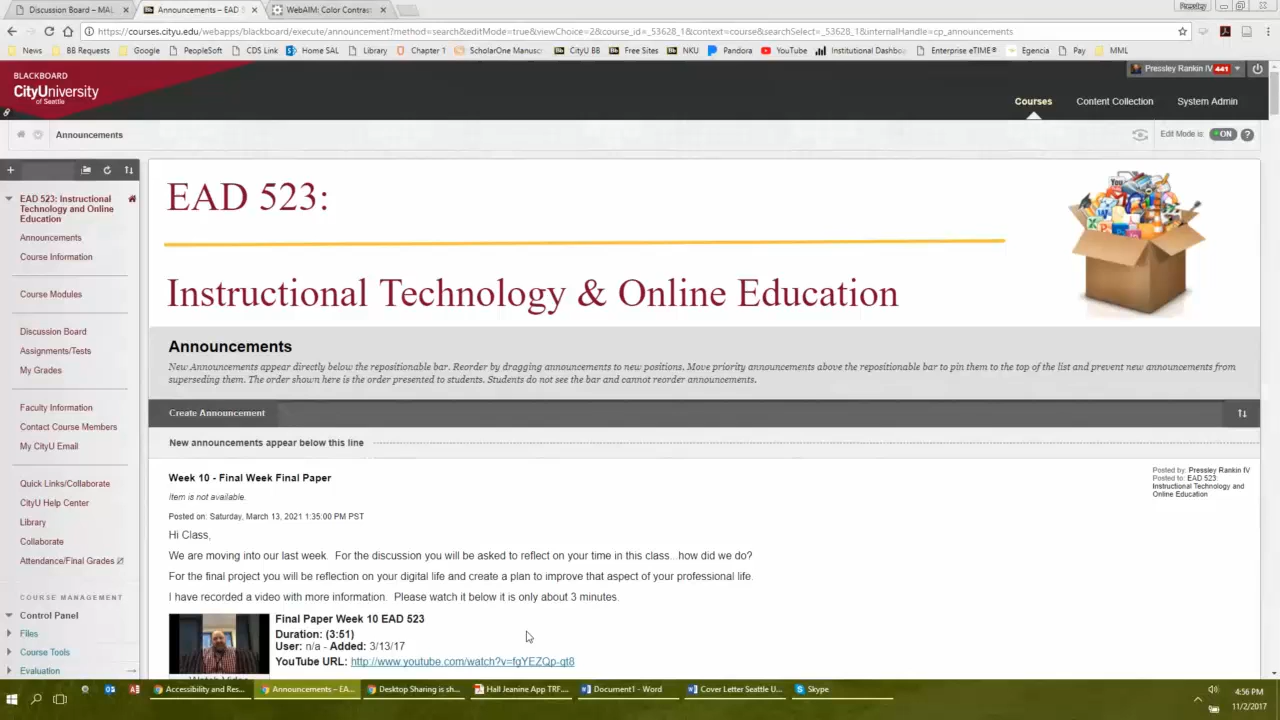 Discussion Board – MAL
Announcements – EAD 5
WebAIM: Color Contrast
Pressley
https://courses.cityu.edu/webapps/blackboard/execute/announcement?method=search&editMode=true&viewChoice=2&course_id=_53628_1&context=course&searchSelect=_53628_1&internalHandle=cp_announcements
News
BB Requests
Google
PeopleSoft
CDS Link
Home SAL
Library
Chapter 1
ScholarOne Manuscri
CityU BB
Free Sites
NKU
Pandora
YouTube
Institutional Dashbo
Enterprise eTIME®
Egencia
Pay
MML
BLACKBOARD
CityUniversity
of Seattle
Pressley Rankin IV 441
Courses
Content Collection
System Admin
Announcements
Edit Mode is: ON ?
EAD 523: Instructional
Technology and Online
Education
Announcements
Course Information
Course Modules
Discussion Board
Assignments/Tests
My Grades
Faculty Information
Contact Course Members
My CityU Email
Quick Links/Collaborate
CityU Help Center
Library
Collaborate
Attendance/Final Grades
COURSE MANAGEMENT
Control Panel
Files
Course Tools
Evaluation
EAD 523:
Instructional Technology & Online Education
Announcements
New Announcements appear directly below the repositionable bar. Reorder by dragging announcements to new positions. Move priority announcements above the repositionable bar to pin them to the top of the list and prevent new announcements from
superseding them. The order shown here is the order presented to students. Students do not see the bar and cannot reorder announcements.
Create Announcement
New announcements appear below this line
Week 10 - Final Week Final Paper
Item is not available.
Posted on: Saturday, March 13, 2021 1:35:00 PM PST
Posted by: Pressley Rankin IV
Posted to: EAD 523:
Instructional Technology and
Online Education
Hi Class,
We are moving into our last week. For the discussion you will be asked to reflect on your time in this class...how did we do?
For the final project you will be reflection on your digital life and create a plan to improve that aspect of your professional life.
I have recorded a video with more information. Please watch it below it is only about 3 minutes.
Final Paper Week 10 EAD 523
Duration: (3:51)
User: n/a - Added: 3/13/17
YouTube URL: http://www.youtube.com/watch?v=fgYEZQp-gt8
Watch Video
Accessibility and Res...
Announcements – EA...
Desktop Sharing is sh...
Hall Jeanine App TRF...
Document1 - Word
Cover Letter Seattle U...
Skype
4:56 PM
11/2/2017